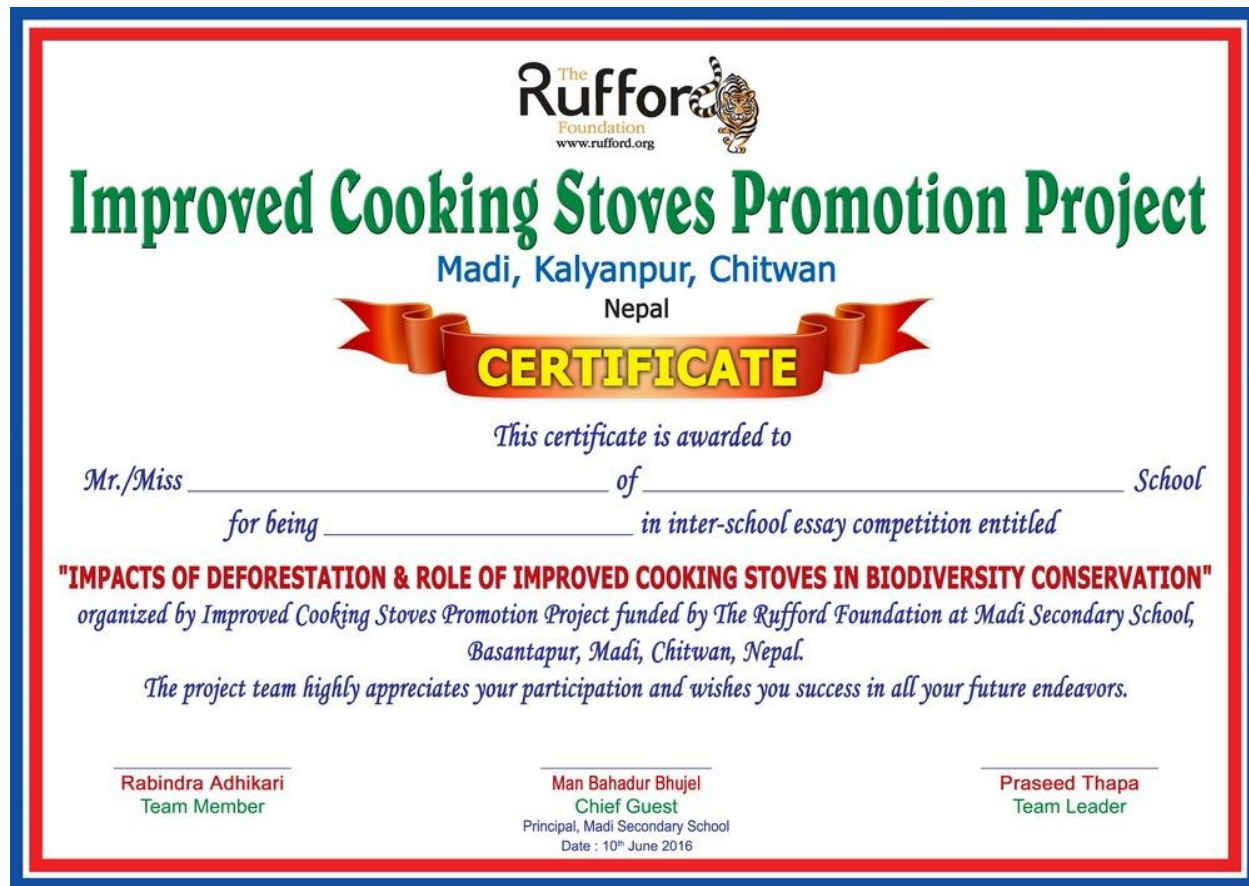 The
Rufford
Foundation
www.rufford.org
Improved Cooking Stoves Promotion Project
Madi, Kalyanpur, Chitwan
Nepal
CERTIFICATE
This certificate is awarded to
Mr./Miss ______________________ of ______________________ School
for being ______________________ in inter-school essay competition entitled
"IMPACTS OF DEFORESTATION & ROLE OF IMPROVED COOKING STOVES IN BIODIVERSITY CONSERVATION"
organized by Improved Cooking Stoves Promotion Project funded by The Rufford Foundation at Madi Secondary School,
Basantapur, Madi, Chitwan, Nepal.
The project team highly appreciates your participation and wishes you success in all your future endeavors.
Rabindra Adhikari Man Bahadur Bhujel Praseed Thapa
Team Member Chief Guest Team Leader
Principal, Madi Secondary School
Date : 10th June 2016